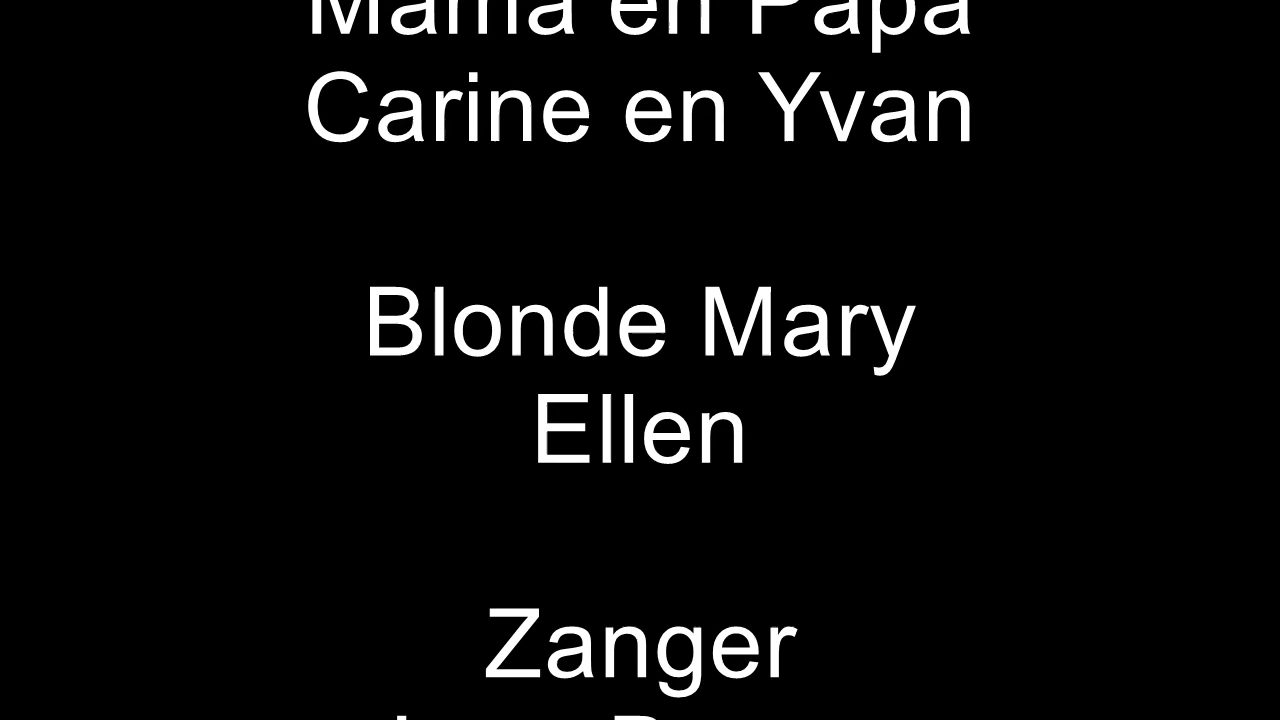 Mama en Papa
Carine en Yvan
Blonde Mary
Ellen
Zanger